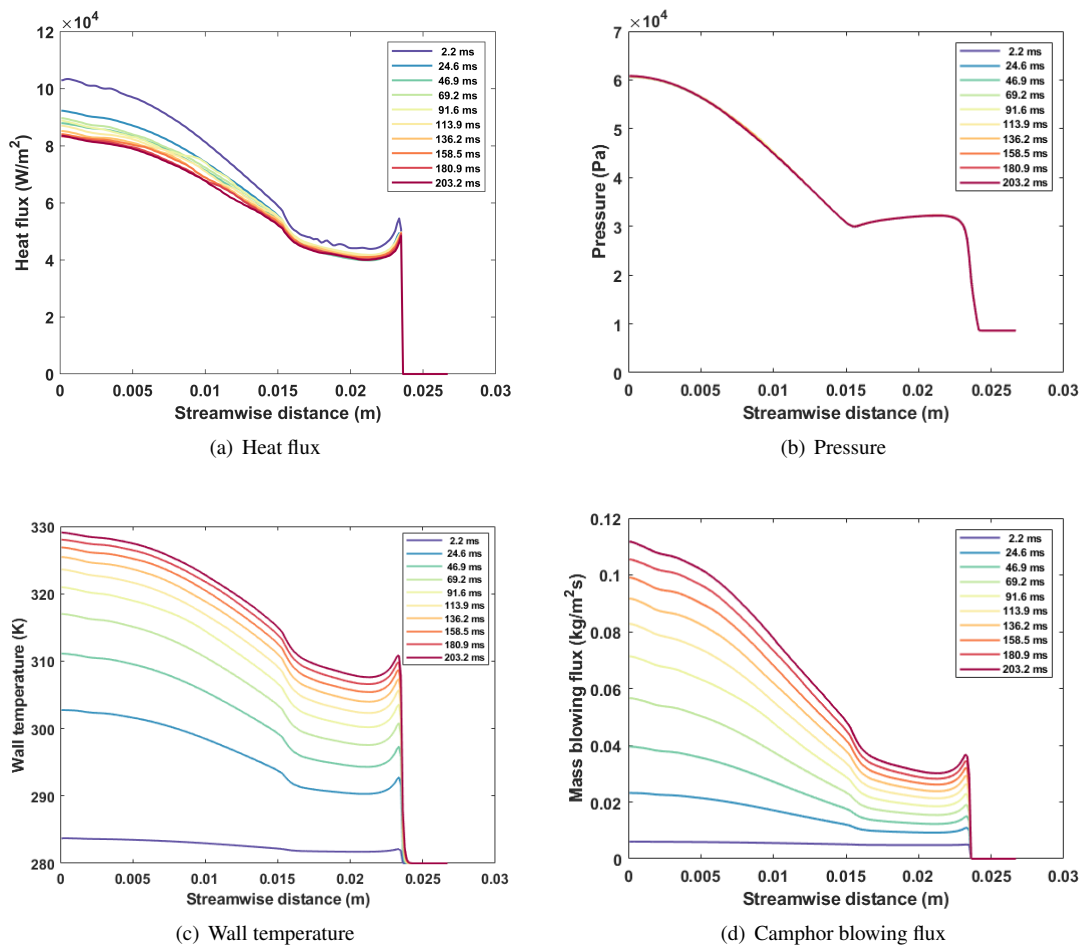 ×10⁴
12
10
8
6
4
2
0
Heat flux (W/m²)
0
0.005
0.01
0.015
0.02
0.025
0.03
Streamwise distance (m)
2.2 ms
24.6 ms
46.9 ms
69.2 ms
91.6 ms
113.9 ms
136.2 ms
158.5 ms
180.9 ms
203.2 ms
(a) Heat flux
×10⁴
7
6
5
4
3
2
1
0
Pressure (Pa)
0
0.005
0.01
0.015
0.02
0.025
0.03
Streamwise distance (m)
2.2 ms
24.6 ms
46.9 ms
69.2 ms
91.6 ms
113.9 ms
136.2 ms
158.5 ms
180.9 ms
203.2 ms
(b) Pressure
330
320
310
300
290
280
Wall temperature (K)
0
0.005
0.01
0.015
0.02
0.025
0.03
Streamwise distance (m)
2.2 ms
24.6 ms
46.9 ms
69.2 ms
91.6 ms
113.9 ms
136.2 ms
158.5 ms
180.9 ms
203.2 ms
(c) Wall temperature
0.12
0.1
0.08
0.06
0.04
0.02
0
Mass blowing flux (kg/m²s)
0
0.005
0.01
0.015
0.02
0.025
0.03
Streamwise distance (m)
2.2 ms
24.6 ms
46.9 ms
69.2 ms
91.6 ms
113.9 ms
136.2 ms
158.5 ms
180.9 ms
203.2 ms
(d) Camphor blowing flux